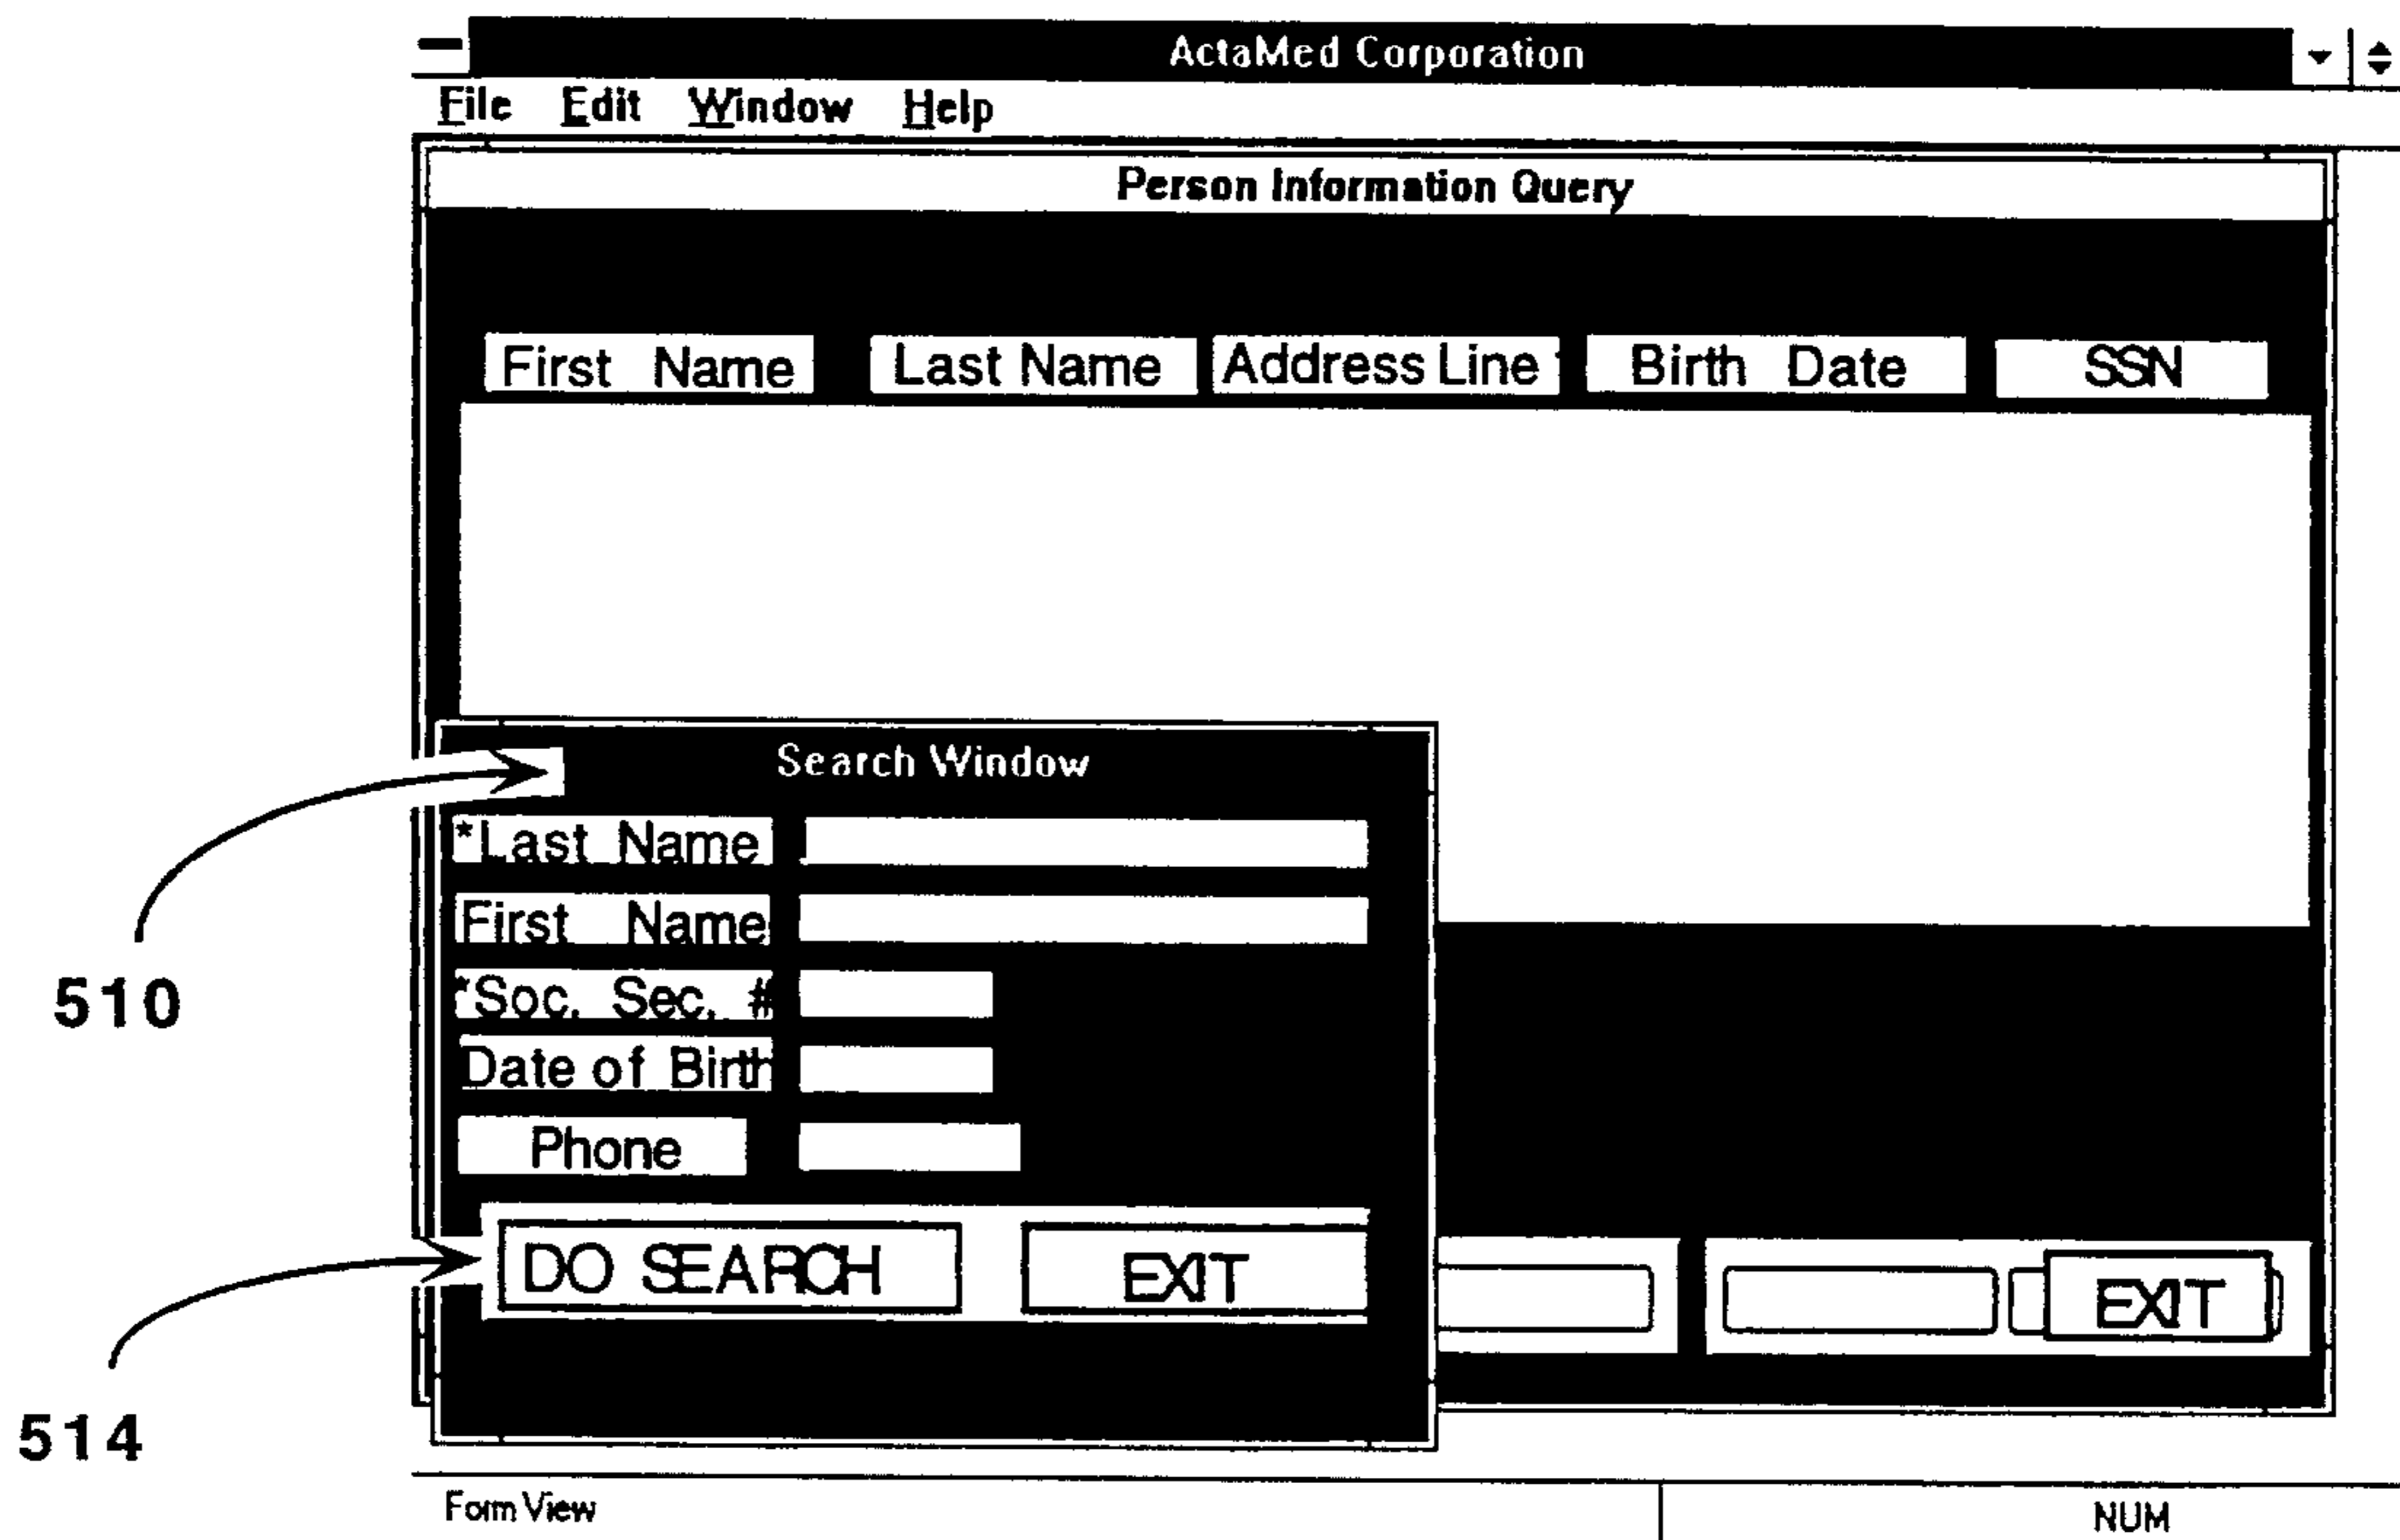 ActaMed Corporation
File Edit Window Help
Person Information Query
First Name Last Name Address Line Birth Date SSN
Search Window
*Last Name
First Name
510
*Soc. Sec. #
Date of Birth
Phone
DO SEARCH EXIT EXIT
514
Form View NUM